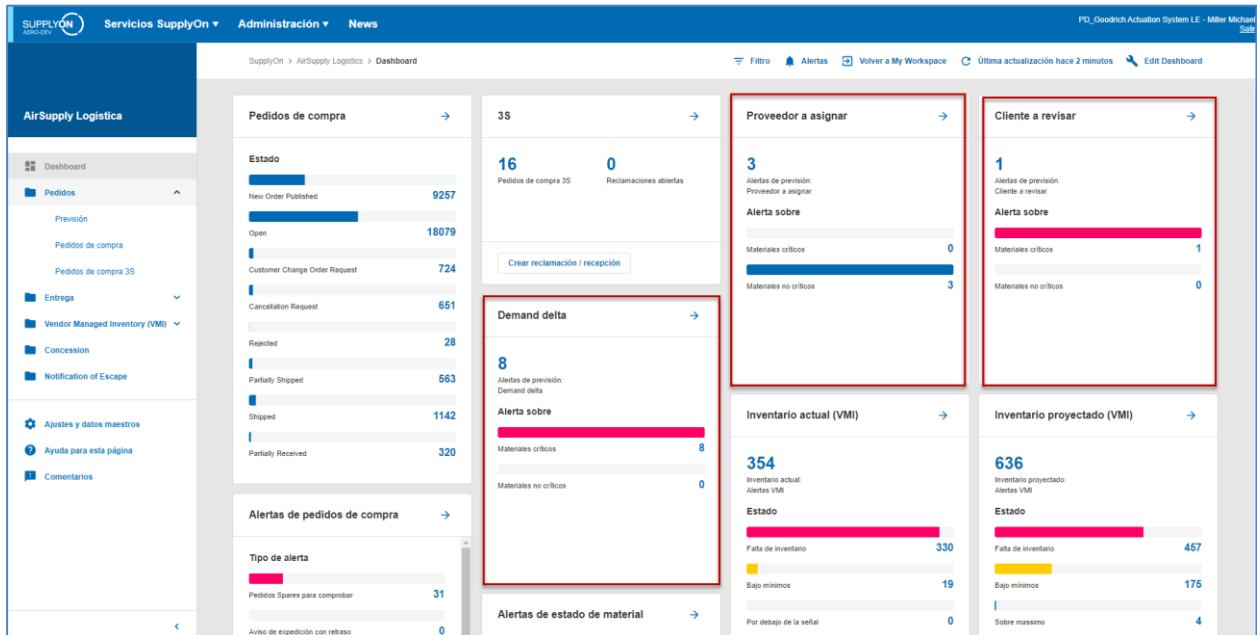 SUPPLYON
AERO-DEV
Servicios SupplyOn
Administración
News
PD_Goodrich Actuation System LE - Miller Michael
Salir
AirSupply Logística
SupplyOn > AirSupply Logistics > Dashboard
Filtro
Alertas
Volver a My Workspace
Última actualización hace 2 minutos
Edit Dashboard
Dashboard
Pedidos
Previsión
Pedidos de compra
Pedidos de compra 3S
Entrega
Vendor Managed Inventory (VMI)
Concession
Notification of Escape
Ajustes y datos maestros
Ayuda para esta página
Comentarios
Pedidos de compra
Estado
New Order Published 9257
Open 18079
Customer Change Order Request 724
Cancellation Request 651
Rejected 28
Partially Shipped 563
Shipped 1142
Partially Received 320
Alertas de pedidos de compra
Tipo de alerta
Pedidos Spares para comprobar 31
Aviso de expedición con retraso 0
3S
16
Pedidos de compra 3S
0
Reclamaciones abiertas
Crear reclamación / recepción
Demand delta
8
Alertas de previsión:
Demand delta
Alerta sobre
Materiales críticos 8
Materiales no críticos 0
Alertas de estado de material
Proveedor a asignar
3
Alertas de previsión:
Proveedor a asignar
Alerta sobre
Materiales críticos 0
Materiales no críticos 3
Inventario actual (VMI)
354
Inventario actual:
Alertas VMI
Estado
Falta de inventario 330
Bajo mínimos 19
Por debajo de la señal 0
Cliente a revisar
1
Alertas de previsión:
Cliente a revisar
Alerta sobre
Materiales críticos 1
Materiales no críticos 0
Inventario proyectado (VMI)
636
Inventario proyectado:
Alertas VMI
Estado
Falta de inventario 457
Bajo mínimos 175
Sobre massimo 4